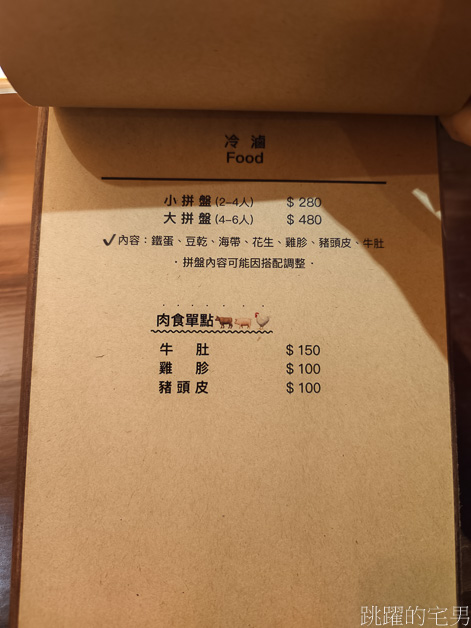 冷滷
Food
小拼盤(2-4人) $ 280
大拼盤(4-6人) $ 480
✓內容：鐵蛋、豆乾、海帶、花生、雞胗、豬頭皮、牛肚
·拼盤內容可能因搭配調整·
肉食單點
牛 肚 $ 150
雞 胗 $ 100
豬頭皮 $ 100
跳躍的宅男